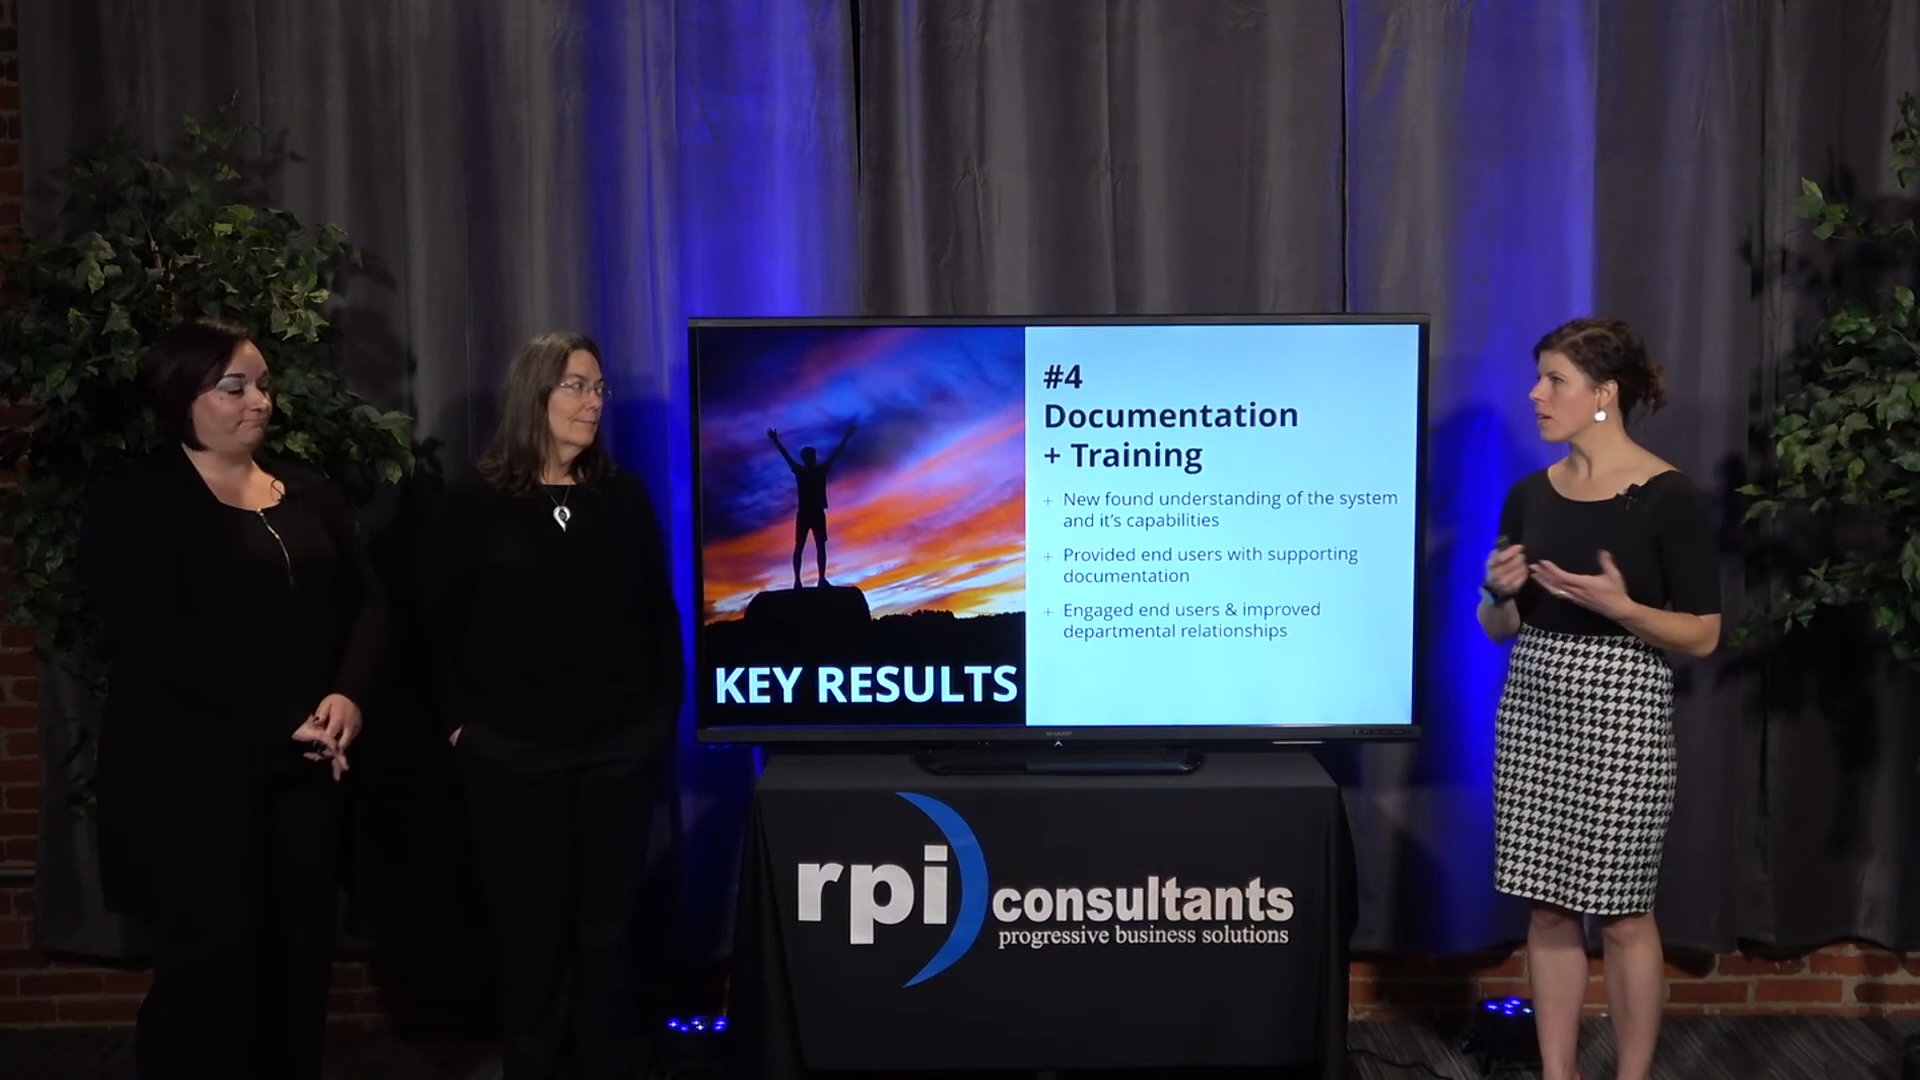 #4
Documentation
+ Training
+ New found understanding of the system
and it's capabilities
+ Provided end users with supporting
documentation
+ Engaged end users & improved
departmental relationships
KEY RESULTS
SHARP
rpi consultants
progressive business solutions